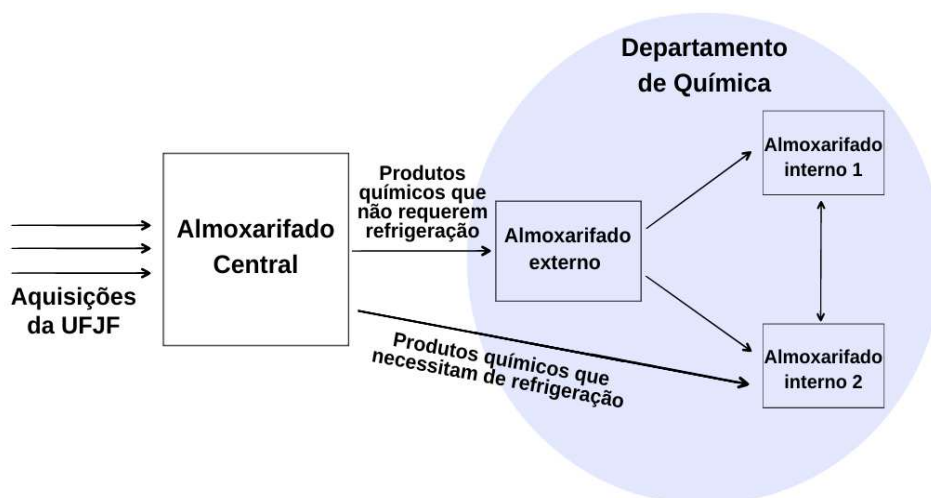 Departamento
de Química
Almoxarifado
interno 1
Produtos
químicos que
não requerem
refrigeração
Almoxarifado
Central
Almoxarifado
externo
Aquisições
da UFJF
Produtos químicos que
necessitam de refrigeração
Almoxarifado
interno 2